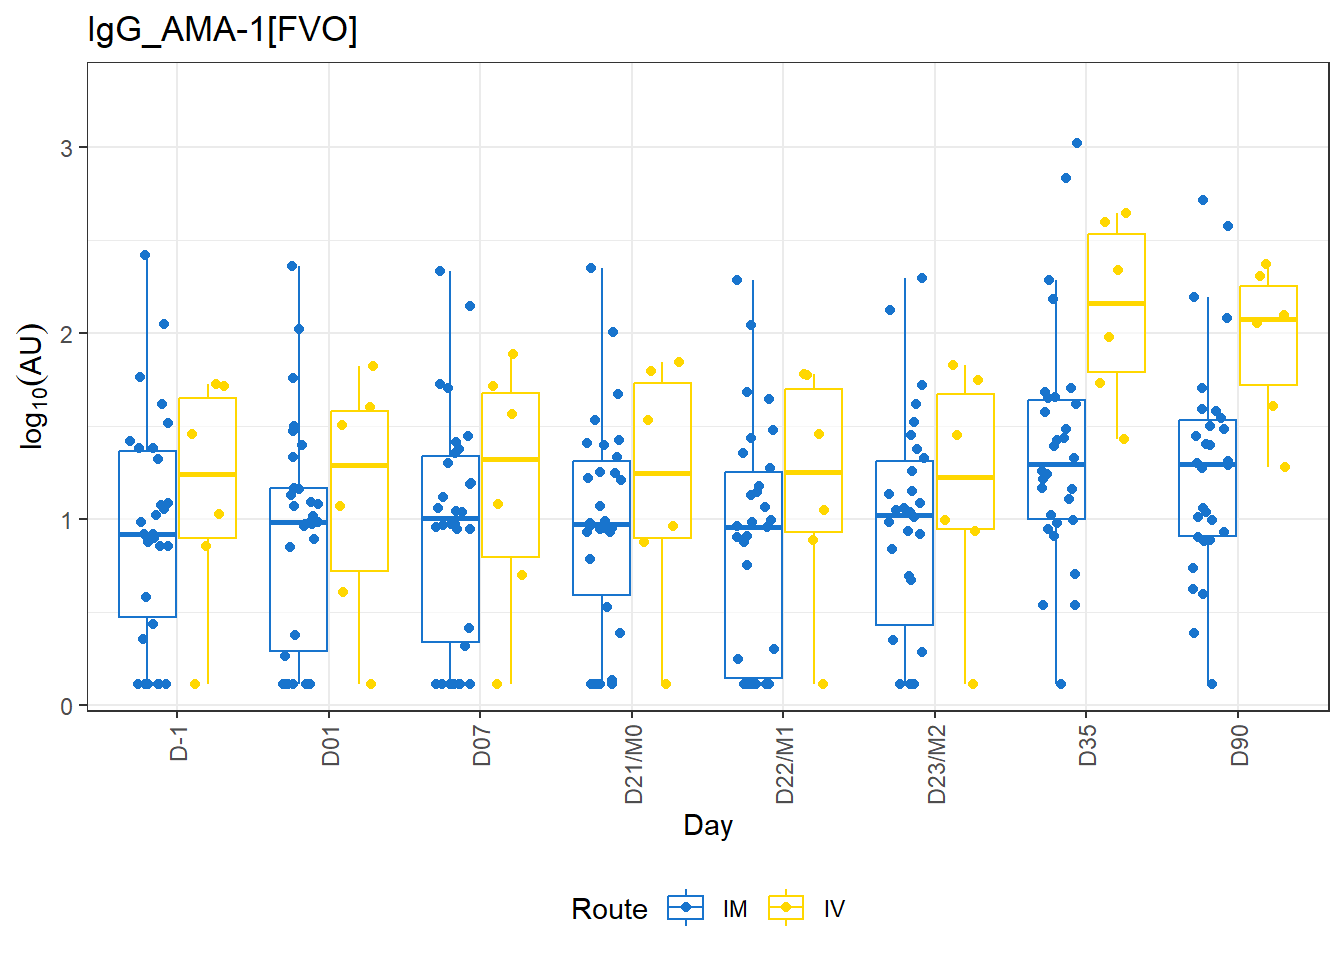 IgG_AMA-1[FVO]
log10(AU)
3
2
1
0
D-1 D01 D07 D21/M0 D22/M1 D23/M2 D35 D90
Day
Route IM IV